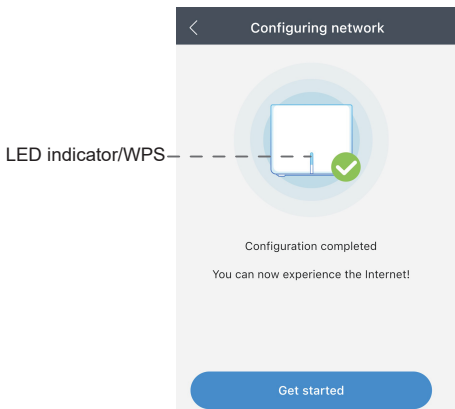 Configuring network
LED indicator/WPS
Configuration completed
You can now experience the Internet!
Get started